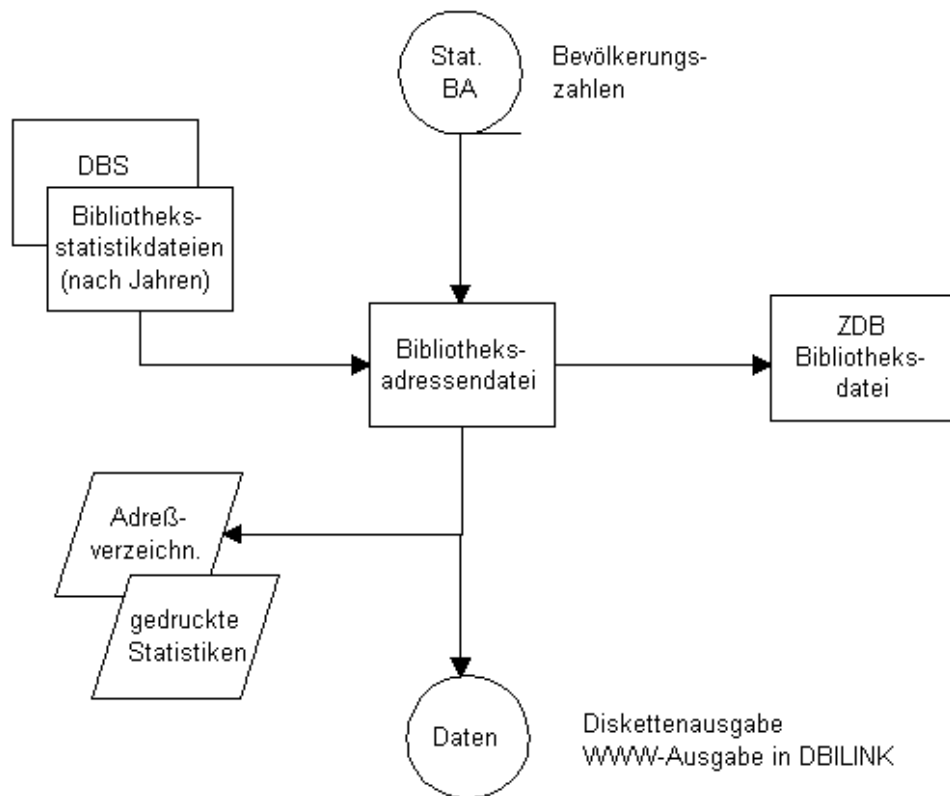 Stat.
BA
Bevölkerungs-
zahlen
DBS
Bibliotheks-
statistikdateien
(nach Jahren)
Bibliotheks-
adressendatei
ZDB
Bibliotheks-
datei
Adreß-
verzeichn.
gedruckte
Statistiken
Daten
Diskettenausgabe
WWW-Ausgabe in DBILINK